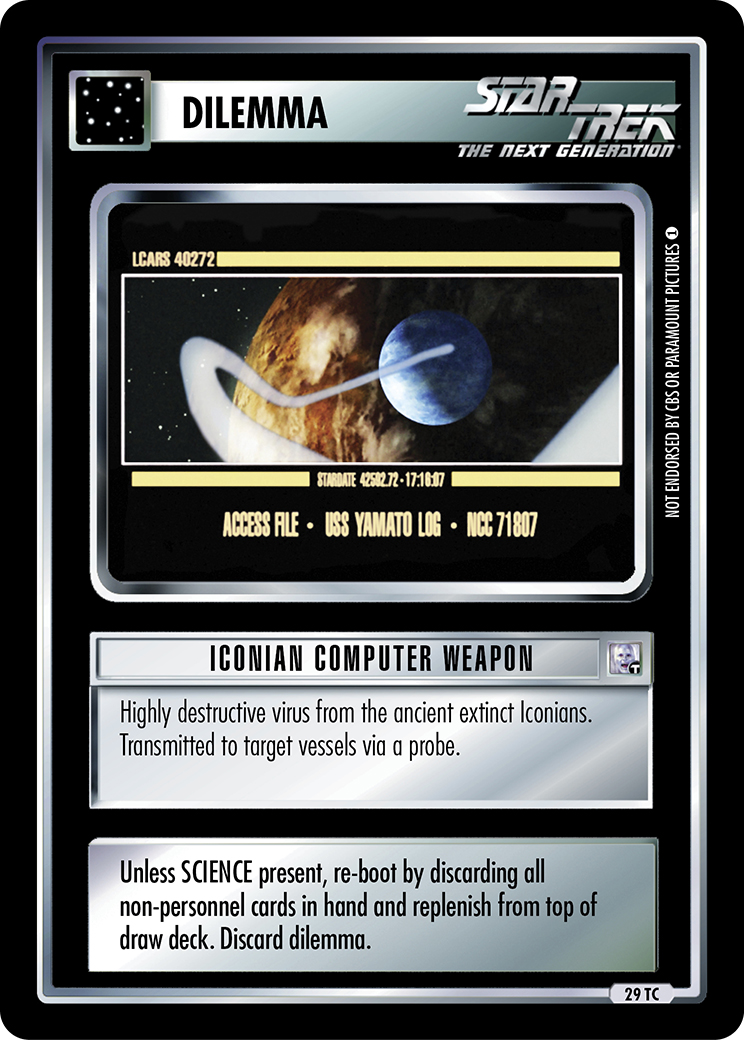 DILEMMA
STAR TREK
THE NEXT GENERATION
LCARS 40272
STARDATE 42502.72 • 17:16:07
ACCESS FILE • USS YAMATO LOG • NCC 71807
NOT ENDORSED BY CBS OR PARAMOUNT PICTURES 1
ICONIAN COMPUTER WEAPON
T
Highly destructive virus from the ancient extinct Iconians.
Transmitted to target vessels via a probe.
Unless SCIENCE present, re-boot by discarding all
non-personnel cards in hand and replenish from top of
draw deck. Discard dilemma.
29 TC